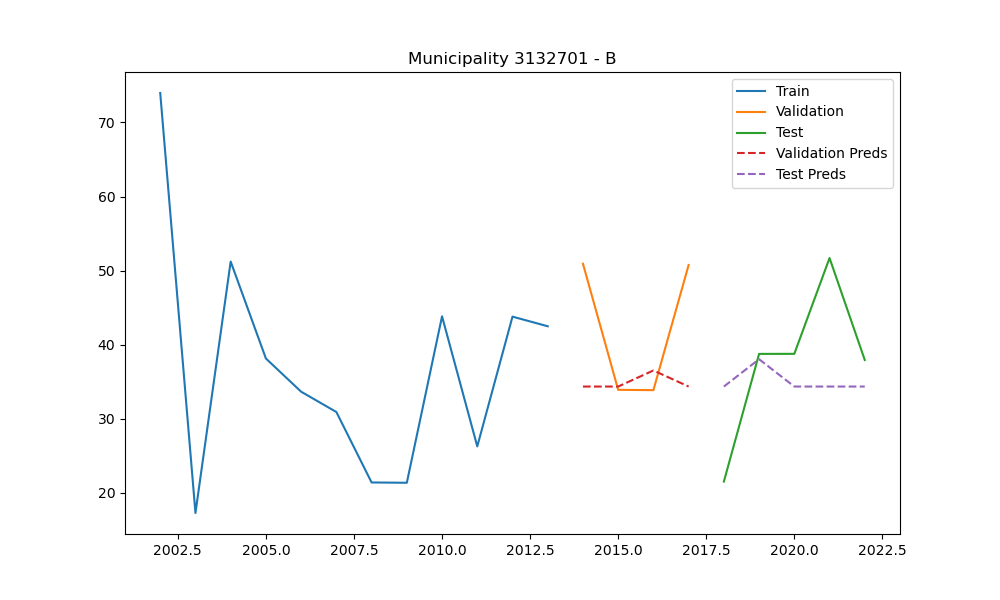 Municipality 3132701 - B
Train
Validation
Test
Validation Preds
Test Preds
70
60
50
40
30
20
2002.5 2005.0 2007.5 2010.0 2012.5 2015.0 2017.5 2020.0 2022.5